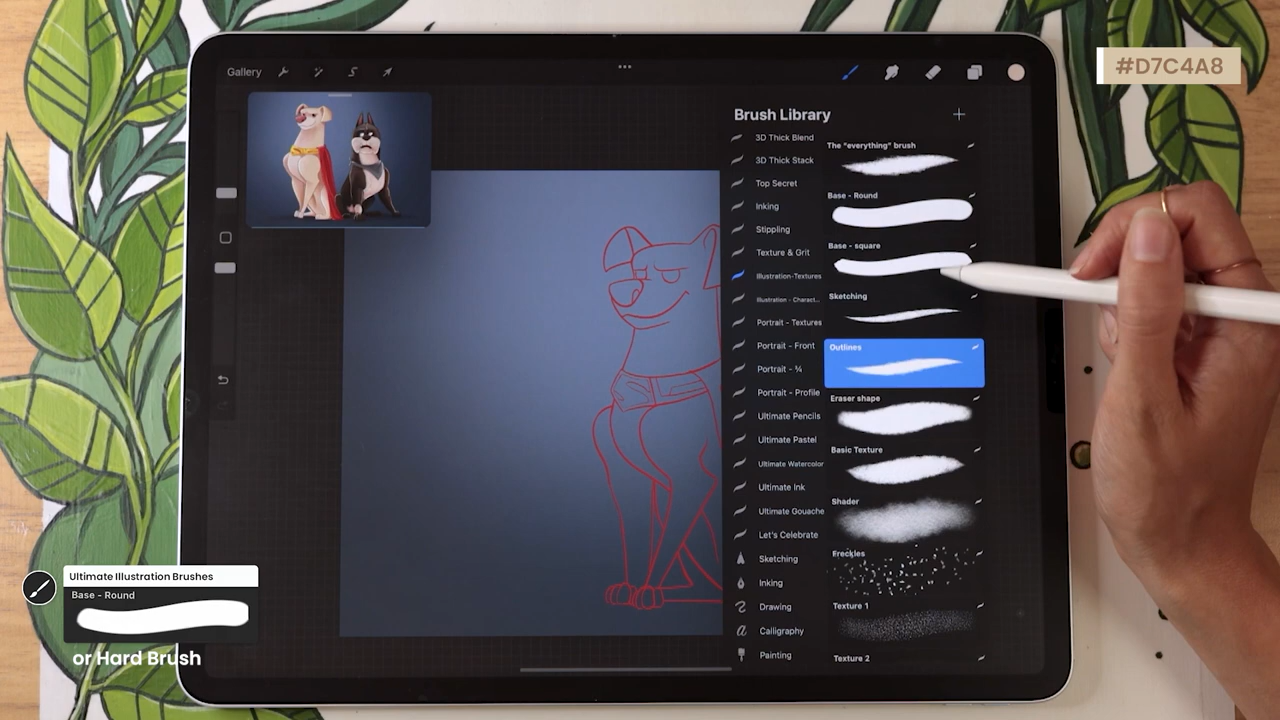 #D7C4A8
Gallery
Brush Library
3D Thick Blend
3D Thick Stack
Top Secret
Inking
Stippling
Texture & Grit
Illustration-Textures
Illustration - Charact...
Portrait - Textures
Portrait - Front
Portrait - ¾
Portrait - Profile
Ultimate Pencils
Ultimate Pastel
Ultimate Watercolor
Ultimate Ink
Ultimate Gouache
Let's Celebrate
Sketching
Inking
Drawing
Calligraphy
Painting
The "everything" brush
Base - Round
Base - square
Sketching
Outlines
Eraser shape
Basic Texture
Shader
Freckles
Texture 1
Texture 2
Ultimate Illustration Brushes
Base - Round
or Hard Brush